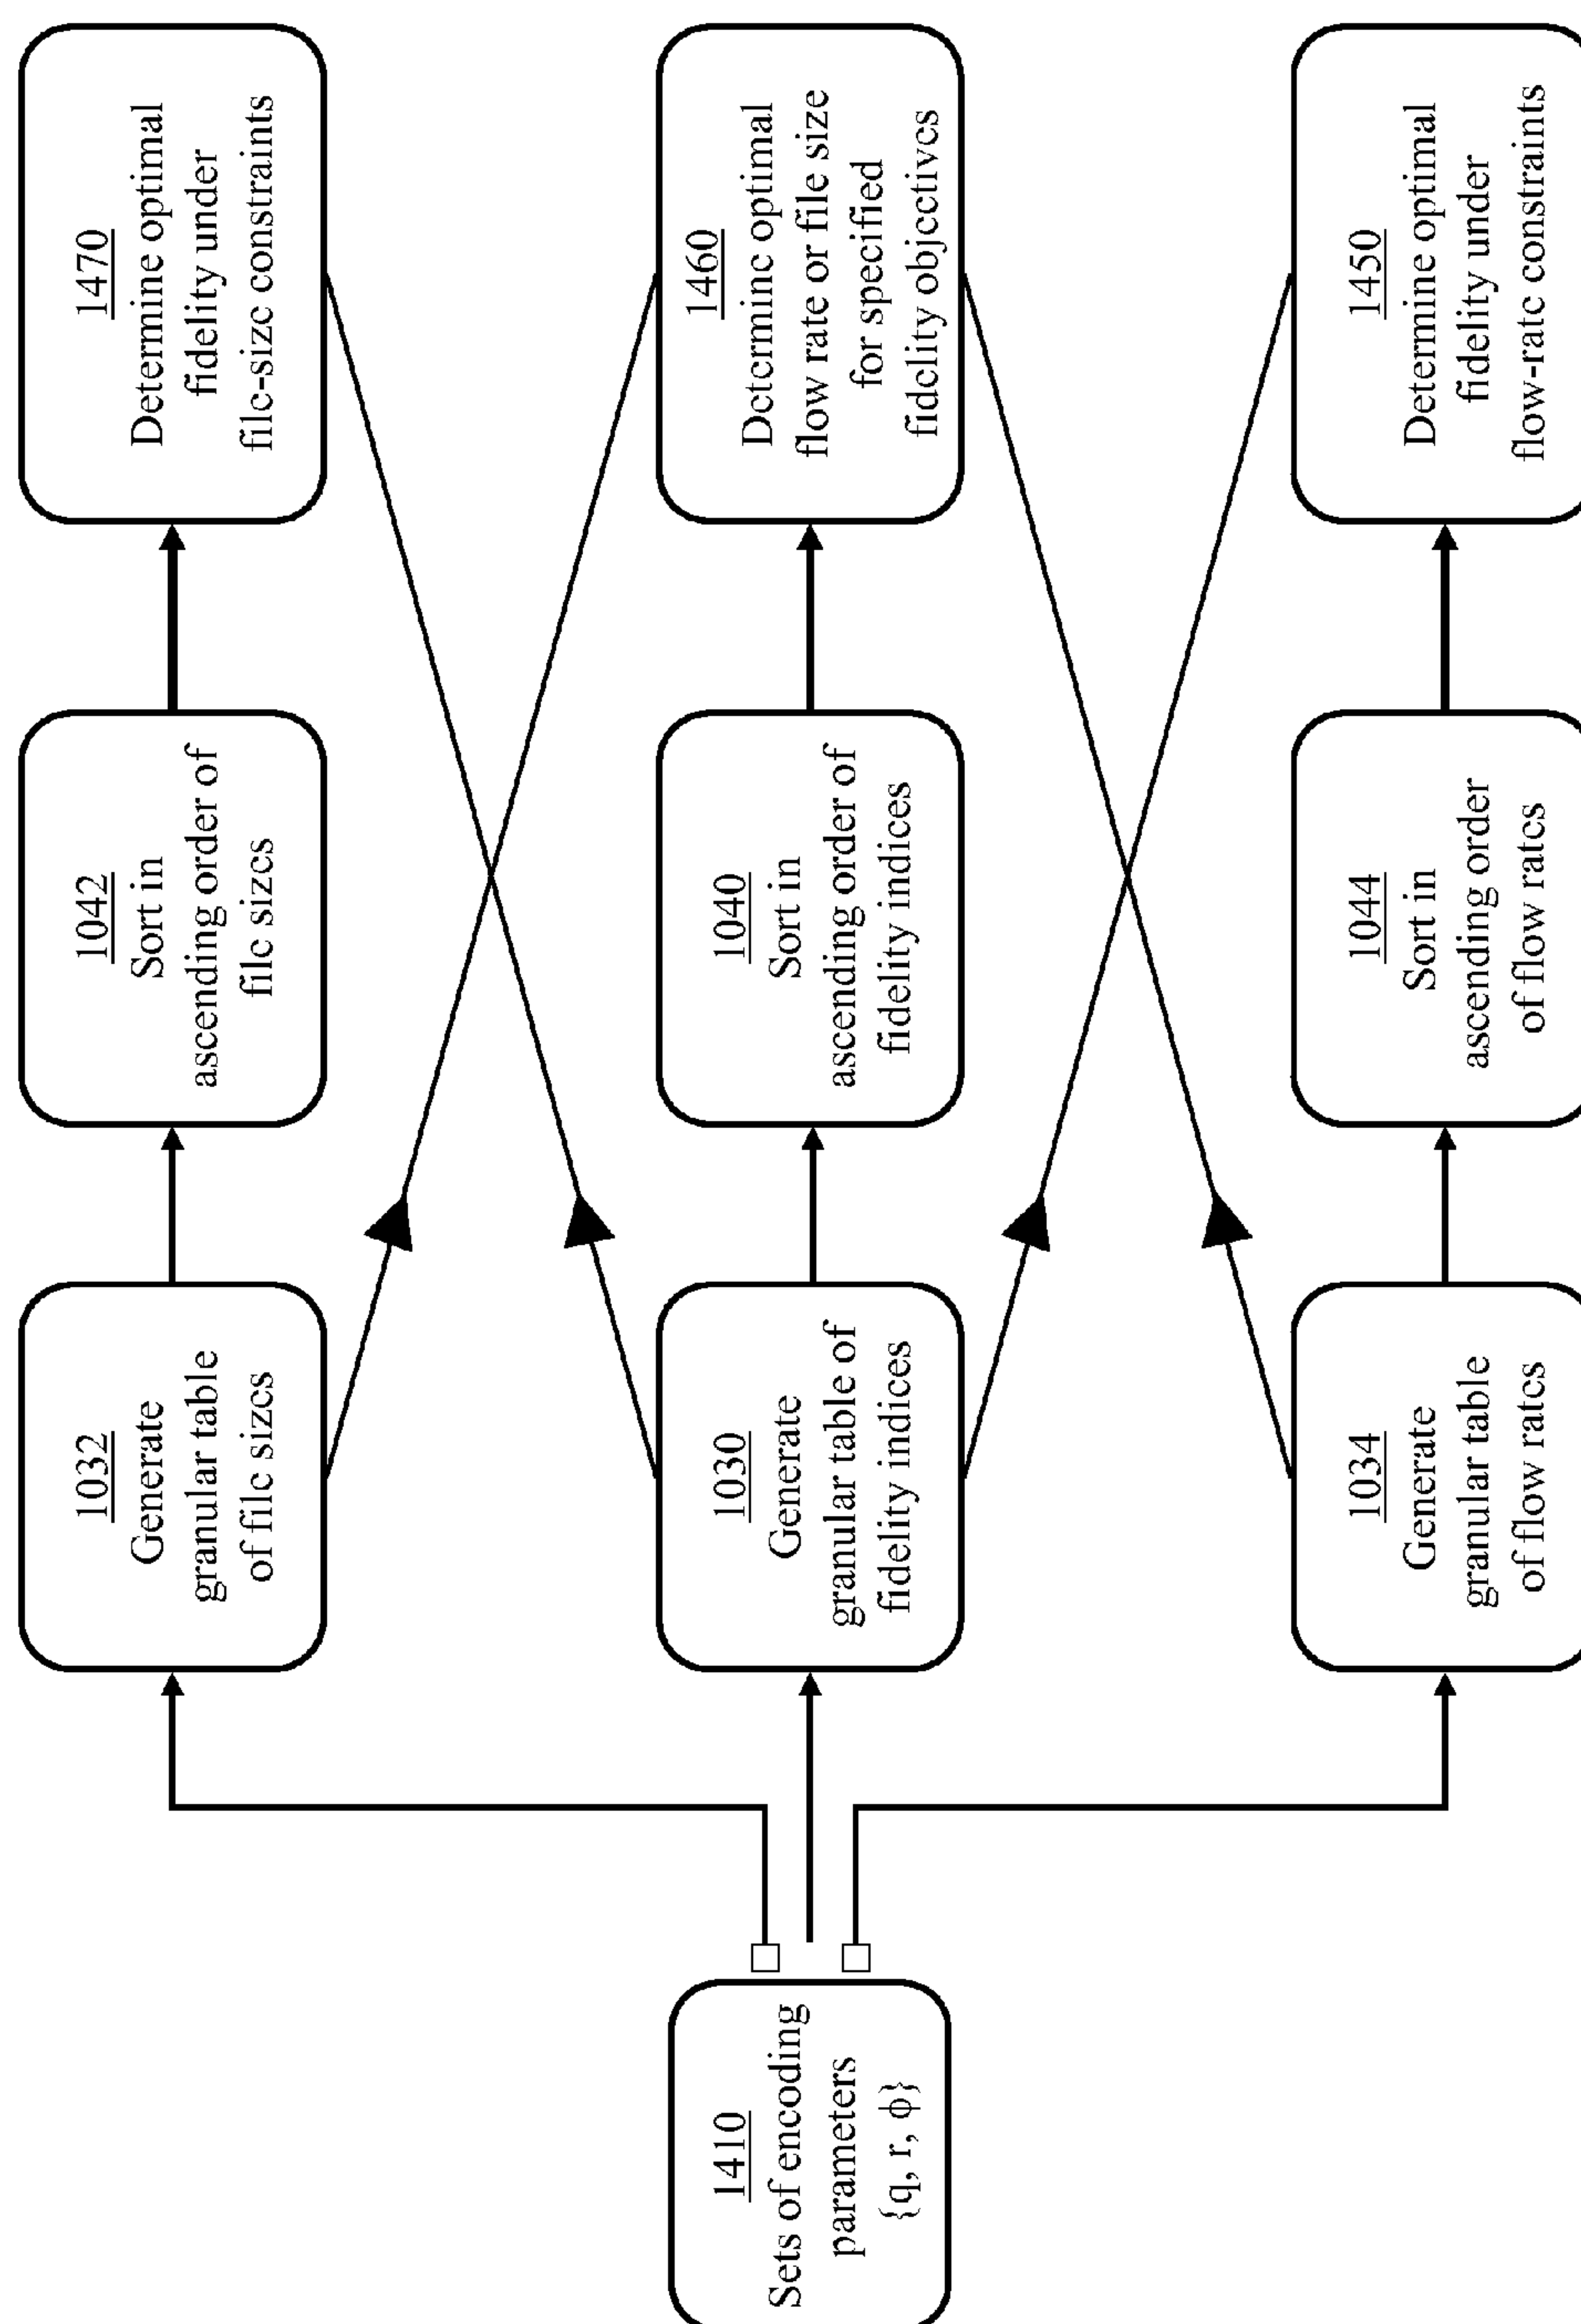 1410
Sets of encoding
parameters
{q, r, ϕ}
1032
Generate
granular table
of file sizes
1042
Sort in
ascending order of
file sizes
1470
Determine optimal
fidelity under
file-size constraints
1030
Generate
granular table of
fidelity indices
1040
Sort in
ascending order of
fidelity indices
1460
Determine optimal
flow rate or file size
for specified
fidelity objectives
1034
Generate
granular table
of flow rates
1044
Sort in
ascending order
of flow rates
1450
Determine optimal
fidelity under
flow-rate constraints